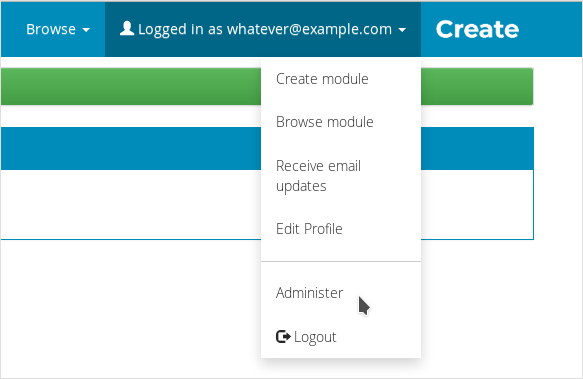 Browse
Logged in as whatever@example.com
Create
Create module
Browse module
Receive email
updates
Edit Profile
Administer
Logout